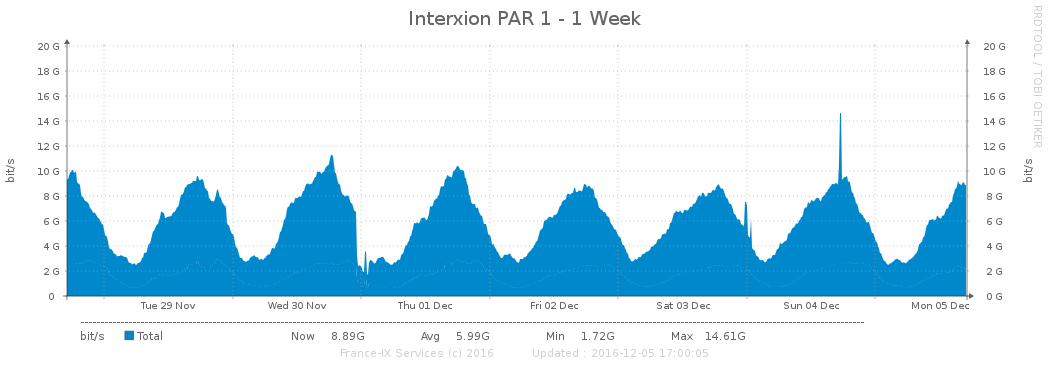 Interxion PAR 1 - 1 Week
RRDTOOL / TOBI OETIKER
bit/s
20 G
18 G
16 G
14 G
12 G
10 G
8 G
6 G
4 G
2 G
0
20 G
18 G
16 G
14 G
12 G
10 G
8 G
6 G
4 G
2 G
0 G
bit/s
Tue 29 Nov Wed 30 Nov Thu 01 Dec Fri 02 Dec Sat 03 Dec Sun 04 Dec Mon 05 Dec
bit/s Total Now 8.89G Avg 5.99G Min 1.72G Max 14.61G
France-IX Services (c) 2016 Updated : 2016-12-05 17:00:05